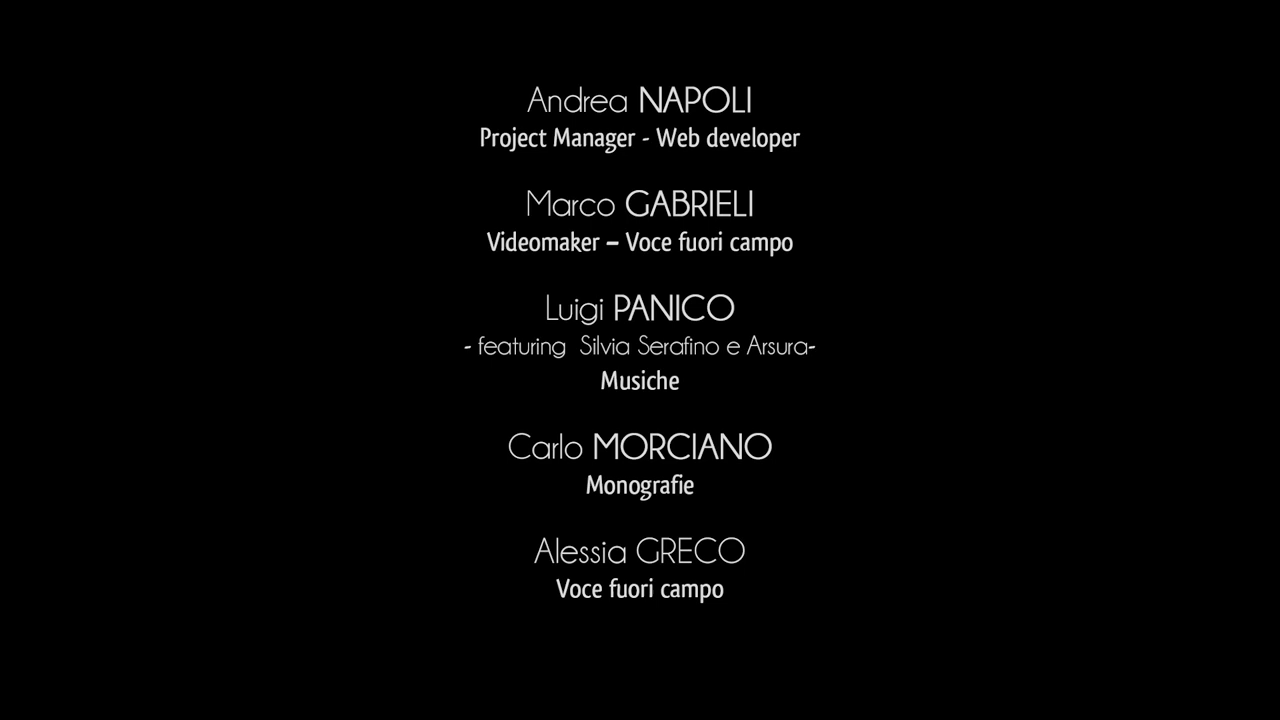 Andrea NAPOLI
Project Manager - Web developer
Marco GABRIELI
Videomaker – Voce fuori campo
Luigi PANICO
- featuring  Silvia Serafino e Arsura-
Musiche
Carlo MORCIANO
Monografie
Alessia GRECO
Voce fuori campo